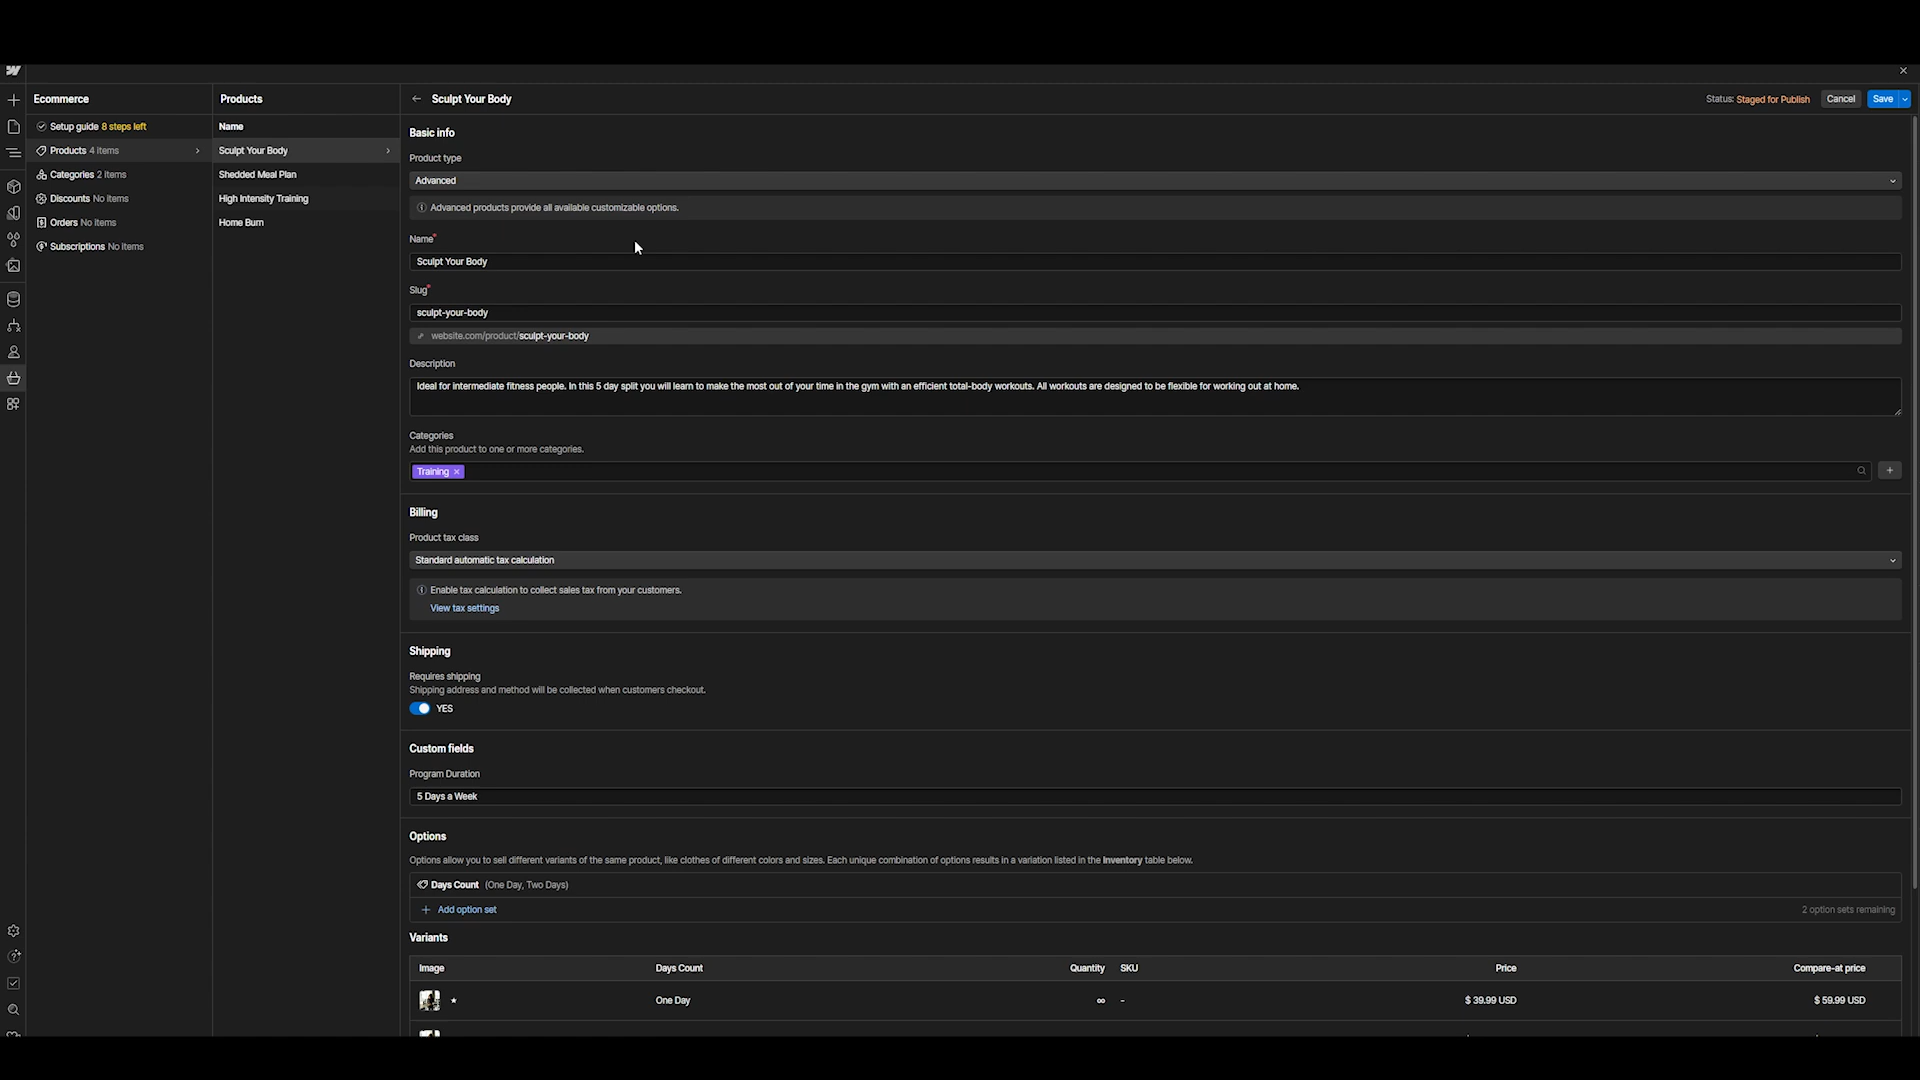 Ecommerce
Setup guide 8 steps left
Products 4 items
Categories 2 items
Discounts No items
Orders No items
Subscriptions No items
Products
Name
Sculpt Your Body
Shedded Meal Plan
High Intensity Training
Home Burn
Sculpt Your Body
Status: Staged for Publish
Cancel
Save
Basic info
Product type
Advanced
Advanced products provide all available customizable options.
Name*
Sculpt Your Body
Slug*
sculpt-your-body
website.com/product/sculpt-your-body
Description
Ideal for intermediate fitness people. In this 5 day split you will learn to make the most out of your time in the gym with an efficient total-body workouts. All workouts are designed to be flexible for working out at home.
Categories
Add this product to one or more categories.
Training
Billing
Product tax class
Standard automatic tax calculation
Enable tax calculation to collect sales tax from your customers.
View tax settings
Shipping
Requires shipping
Shipping address and method will be collected when customers checkout.
YES
Custom fields
Program Duration
5 Days a Week
Options
Options allow you to sell different variants of the same product, like clothes of different colors and sizes. Each unique combination of options results in a variation listed in the Inventory table below.
Days Count (One Day, Two Days)
Add option set 2 option sets remaining
Variants
Image Days Count Quantity SKU Price Compare-at price
One Day ∞ - $ 39.99 USD $ 59.99 USD